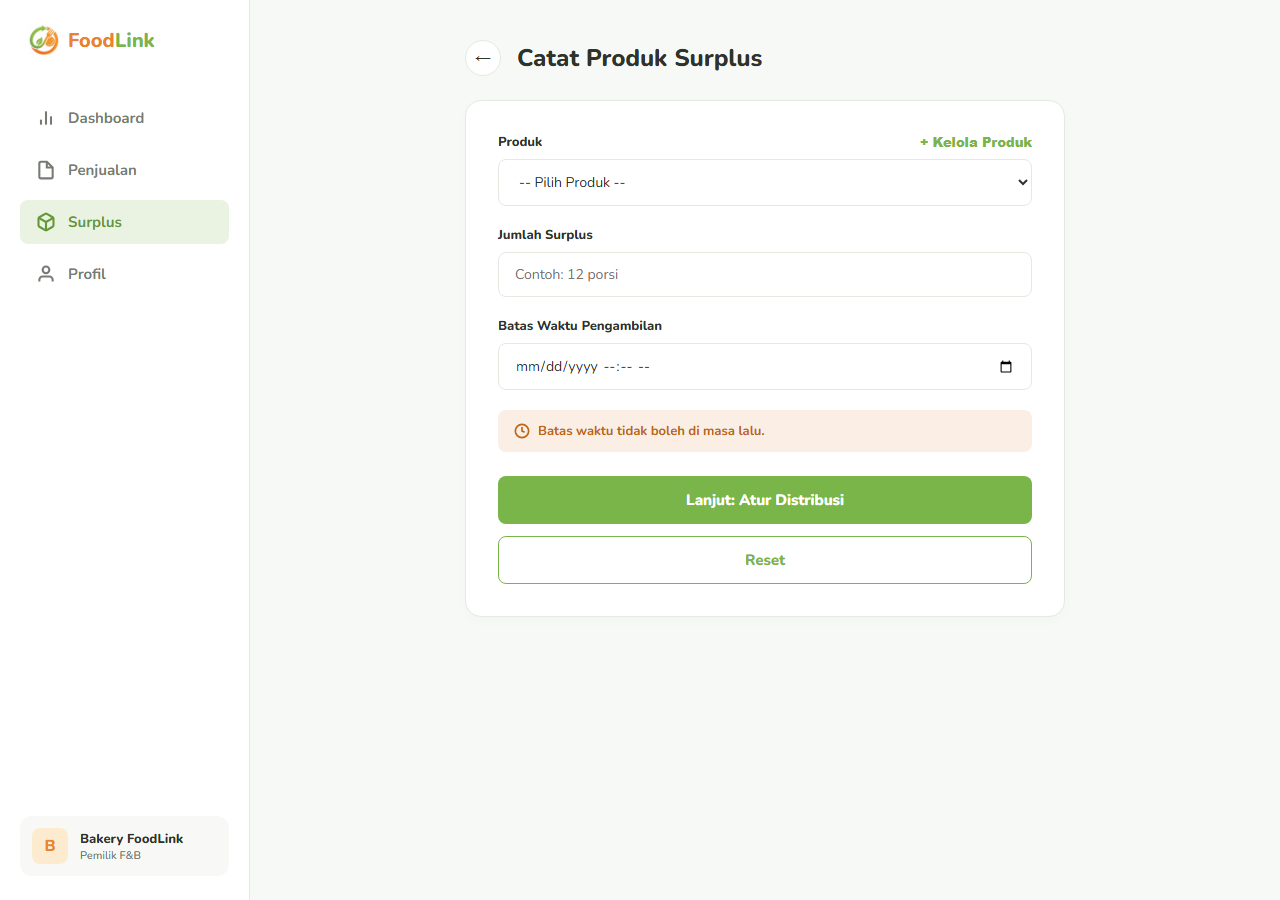 FoodLink
Dashboard
Penjualan
Surplus
Profil
Bakery FoodLink
B
Pemilik F&B
← Catat Produk Surplus
Produk + Kelola Produk
-- Pilih Produk --
Jumlah Surplus
Contoh: 12 porsi
Batas Waktu Pengambilan
mm/dd/yyyy --:-- --
Batas waktu tidak boleh di masa lalu.
Lanjut: Atur Distribusi
Reset